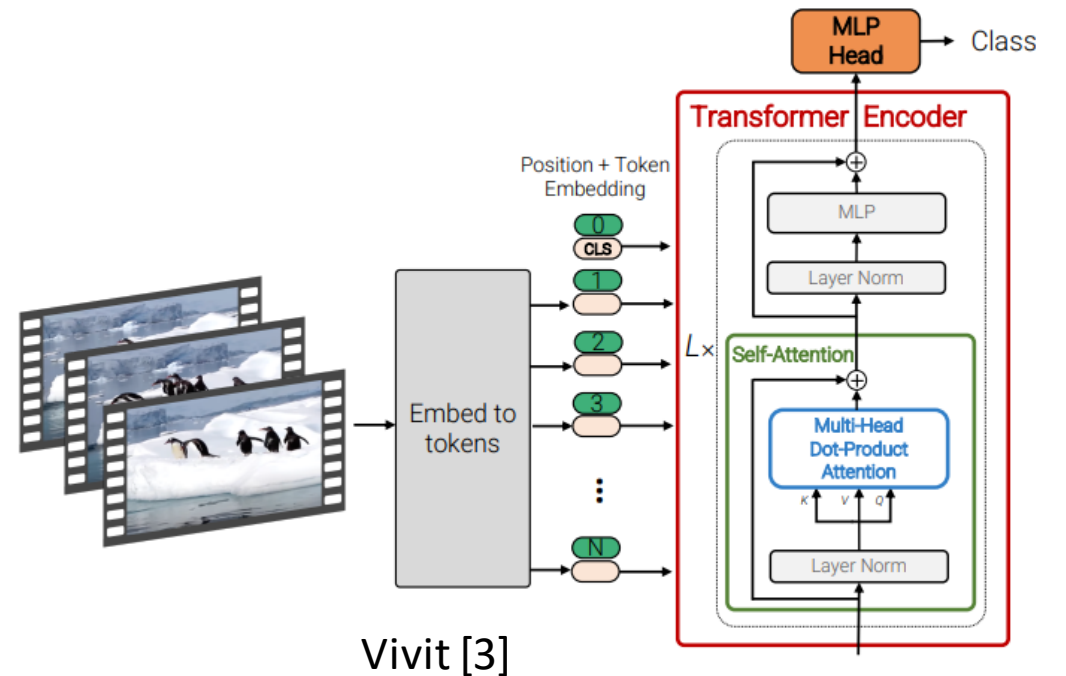 MLP
Head
Class
Transformer Encoder
Position + Token
Embedding
0
CLS
1
2
3
N
Embed to
tokens
L×
MLP
Layer Norm
Self-Attention
Multi-Head
Dot-Product
Attention
K V Q
Layer Norm
Vivit [3]